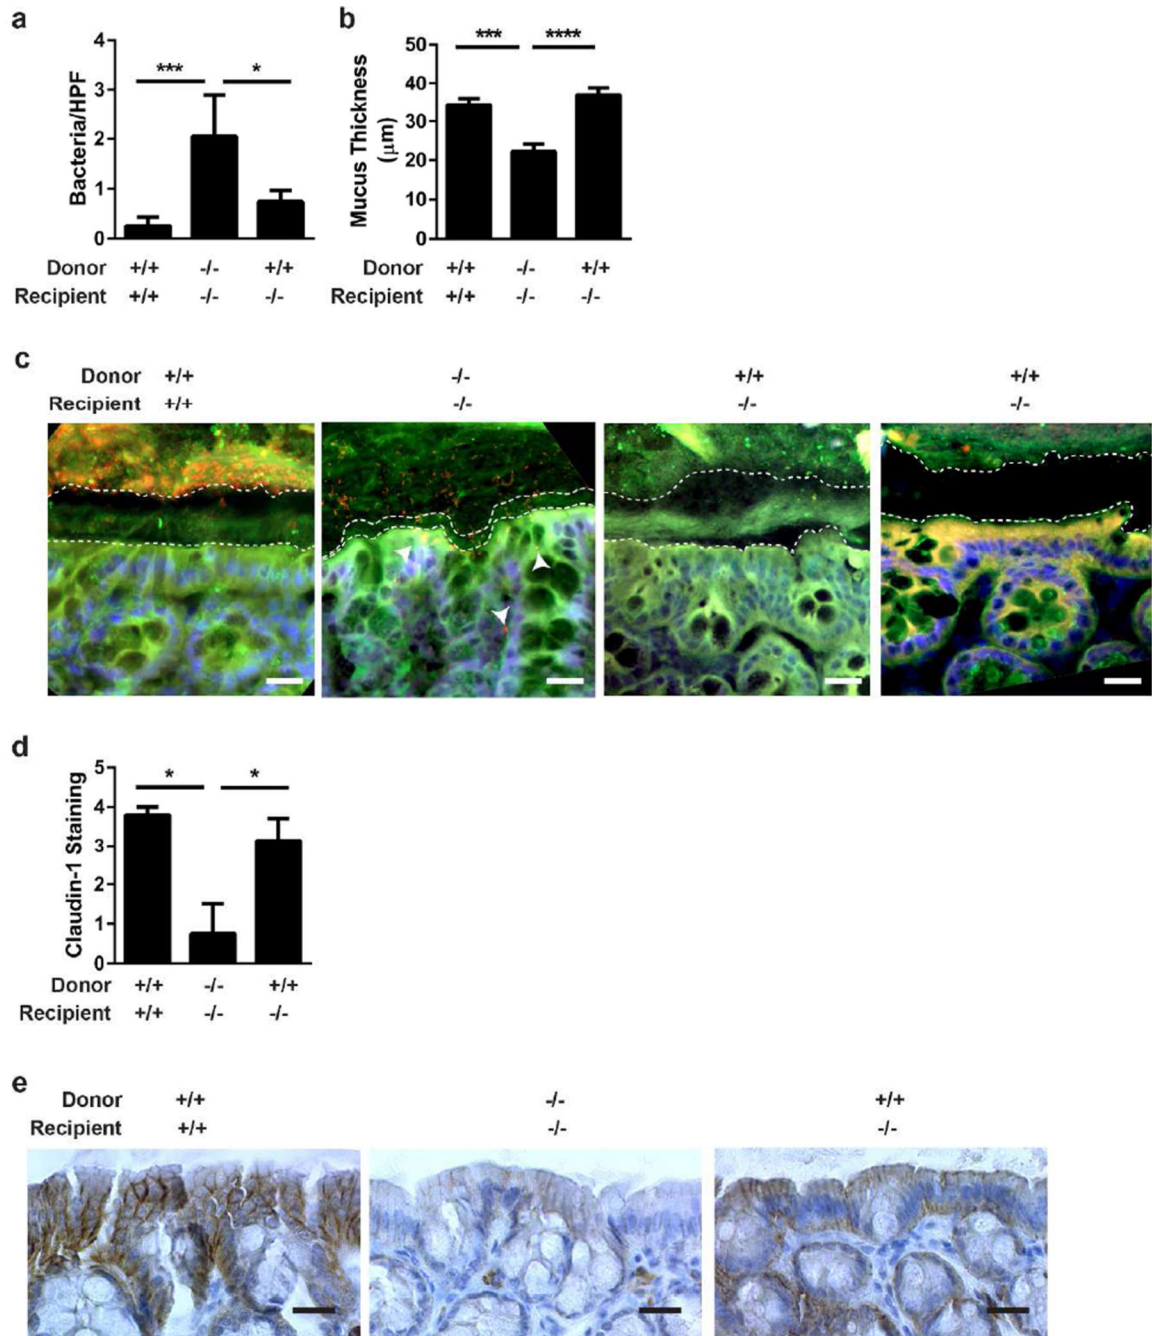 a
4
3
2
1
0
Bacteria/HPF
***
*
Donor +/+ -/- +/+
Recipient +/+ -/- -/-
b
50
40
30
20
10
0
Mucus Thickness
(μm)
***
****
Donor +/+ -/- +/+
Recipient +/+ -/- -/-
c
Donor +/+ -/- +/+ +/+
Recipient +/+ -/- -/- -/-
d
5
4
3
2
1
0
Claudin-1 Staining
*
*
Donor +/+ -/- +/+
Recipient +/+ -/- -/-
e
Donor +/+ -/- +/+
Recipient +/+ -/- -/-